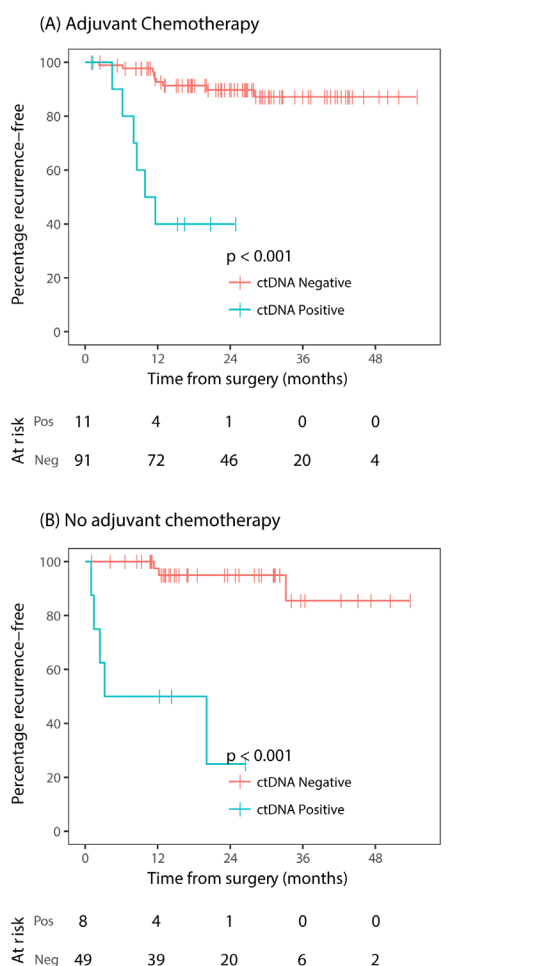 (A) Adjuvant Chemotherapy
Percentage recurrence–free
100
80
60
40
20
0
p < 0.001
ctDNA Negative
ctDNA Positive
0 12 24 36 48
Time from surgery (months)
At risk
Pos 11 4 1 0 0
Neg 91 72 46 20 4
(B) No adjuvant chemotherapy
Percentage recurrence–free
100
80
60
40
20
0
p < 0.001
ctDNA Negative
ctDNA Positive
0 12 24 36 48
Time from surgery (months)
At risk
Pos 8 4 1 0 0
Neg 49 39 20 6 2